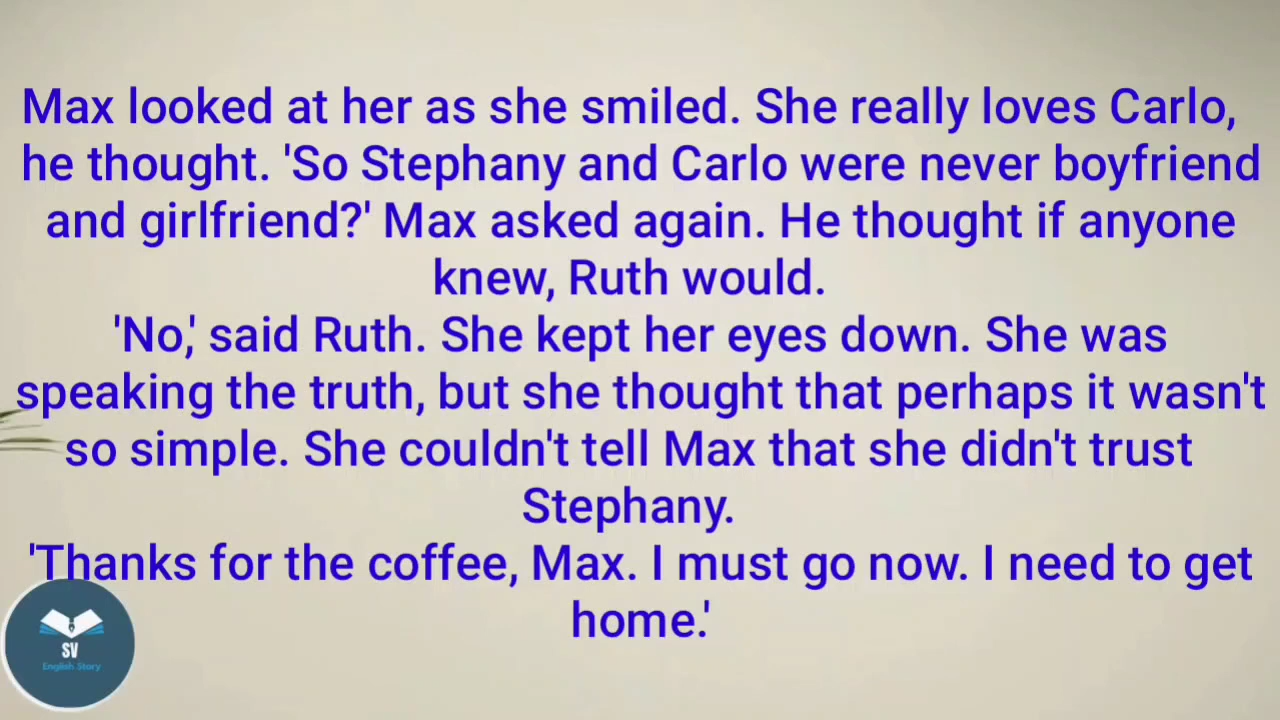 Max looked at her as she smiled. She really loves Carlo,
he thought. 'So Stephany and Carlo were never boyfriend
and girlfriend?' Max asked again. He thought if anyone
knew, Ruth would.
'No,' said Ruth. She kept her eyes down. She was
speaking the truth, but she thought that perhaps it wasn't
so simple. She couldn't tell Max that she didn't trust
Stephany.
'Thanks for the coffee, Max. I must go now. I need to get
home.'
SV
English Story